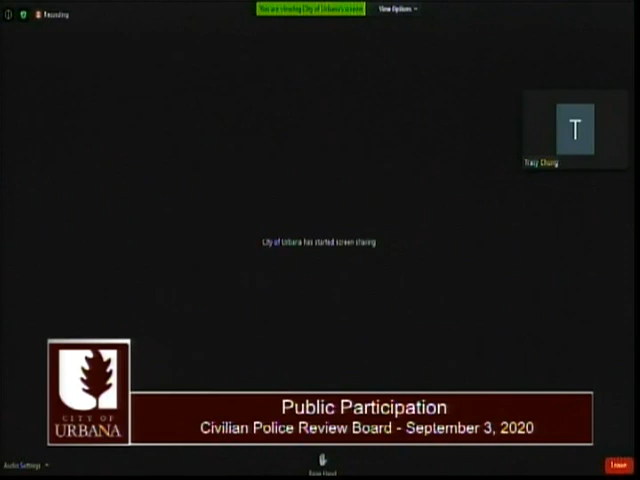 Recording
You are viewing City of Urbana's screen
View Options
T
Tracy Chong
City of Urbana has started screen sharing
CITY OF
URBANA
Public Participation
Civilian Police Review Board - September 3, 2020
Audio Settings
Raise Hand
Leave